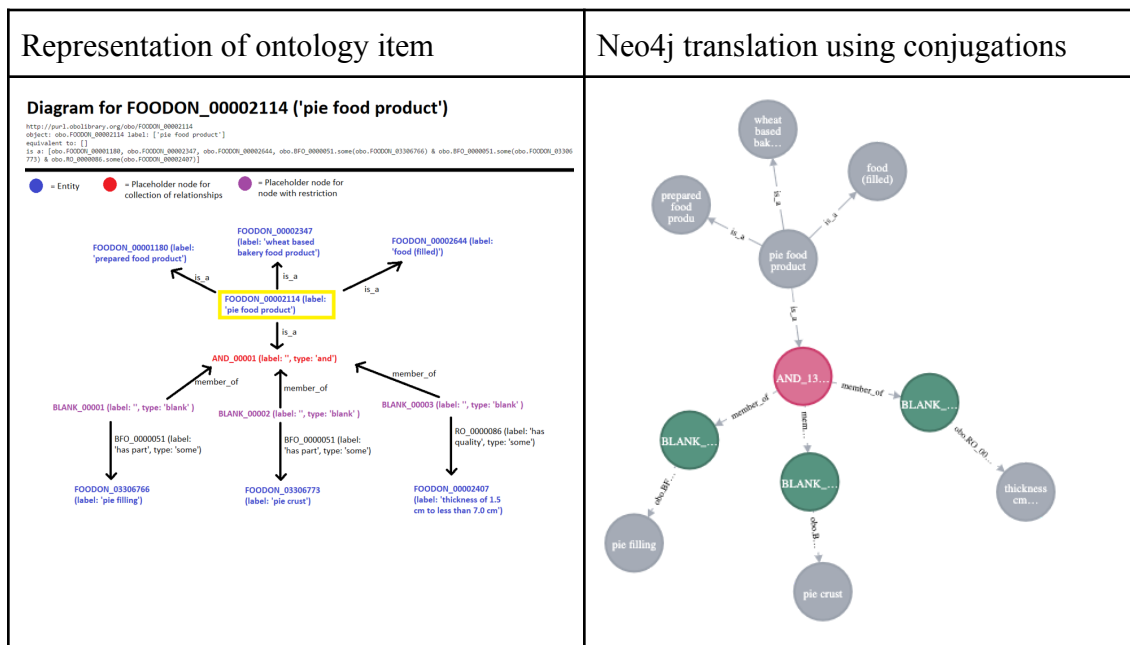 Representation of ontology item
Neo4j translation using conjugations
Diagram for FOODON_00002114 ('pie food product')
http://purl.obolibrary.org/obo/FOODON_00002114
object: obo.FOODON_00002114 label: ['pie food product']
equivalent to: []
is a: [obo.FOODON_00001180, obo.FOODON_00002347, obo.FOODON_00002644, obo.BFO_0000051.some(obo.FOODON_03306766) & obo.BFO_0000051.some(obo.FOODON_03306
773) & obo.RO_0000086.some(obo.FOODON_00002407)]
= Entity
= Placeholder node for
collection of relationships
= Placeholder node for
node with restriction
FOODON_00001180 (label:
'prepared food product')
FOODON_00002347
(label: 'wheat based
bakery food product')
FOODON_00002644 (label:
'food (filled)')
is_a
is_a
is_a
FOODON_00002114 (label:
'pie food product')
is_a
AND_00001 (label: '', type: 'and')
member_of
member_of
member_of
BLANK_00001 (label: '', type: 'blank' )
BLANK_00002 (label: '', type: 'blank' )
BLANK_00003 (label: '', type: 'blank' )
BFO_0000051 (label:
'has part', type: 'some')
BFO_0000051 (label:
'has part', type: 'some')
RO_0000086 (label: 'has
quality', type: 'some')
FOODON_03306766
(label: 'pie filling')
FOODON_03306773
(label: 'pie crust')
FOODON_00002407
(label: 'thickness of 1.5
cm to less than 7.0 cm')
wheat
based
bak…
food
(filled)
prepared
food
produ
is_a
is_a
is_a
pie food
product
is_a
AND_13…
member_of
mem…
member_of
BLANK_…
BLANK_…
BLANK_…
obo.BF…
obo.B…
obo.RO_00…
pie filling
pie crust
thickness
cm…